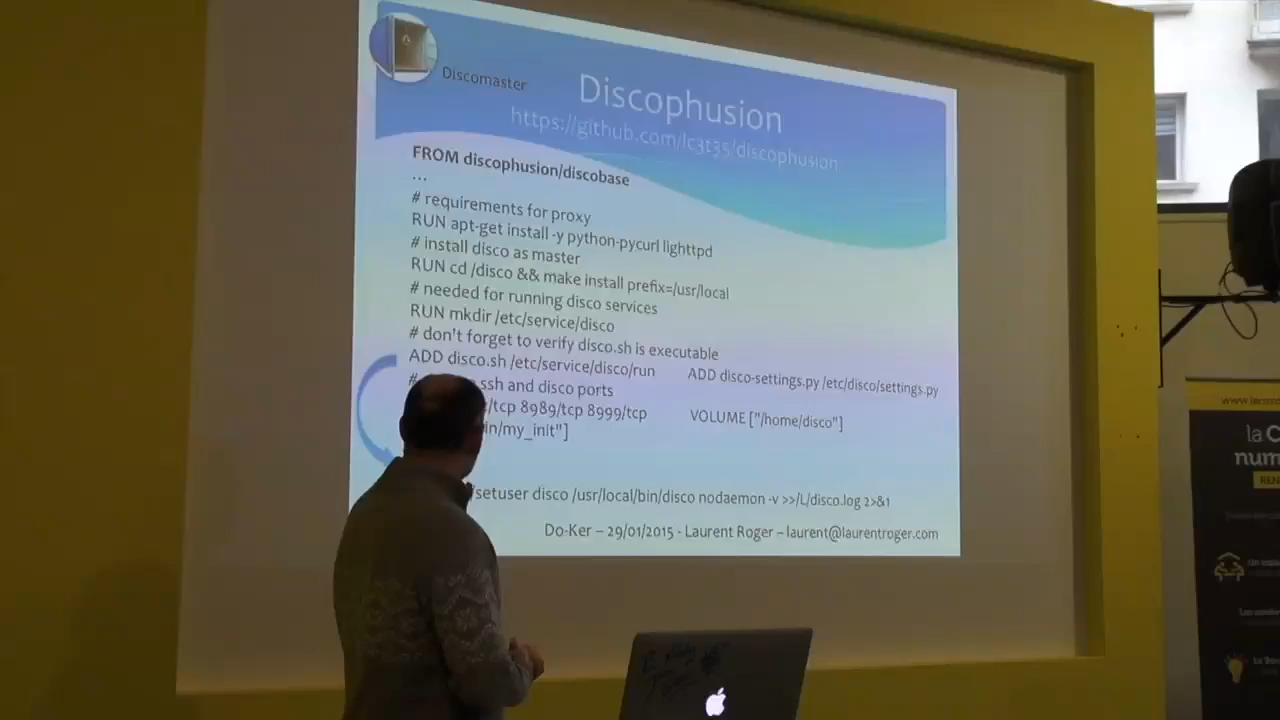 Discomaster
Discophusion
https://github.com/lc3t35/discophusion
FROM discophusion/discobase
...
# requirements for proxy
RUN apt-get install -y python-pycurl lighttpd
# install disco as master
RUN cd /disco && make install prefix=/usr/local
# needed for running disco services
RUN mkdir /etc/service/disco
# don't forget to verify disco.sh is executable
ADD disco.sh /etc/service/disco/run
ADD disco-settings.py /etc/disco/settings.py
# ssh and disco ports
/tcp 8989/tcp 8999/tcp
VOLUME ["/home/disco"]
in/my_init"]
/setuser disco /usr/local/bin/disco nodaemon -v >>/L/disco.log 2>&1
Do-Ker – 29/01/2015 - Laurent Roger – laurent@laurentroger.com
la C
num
REN